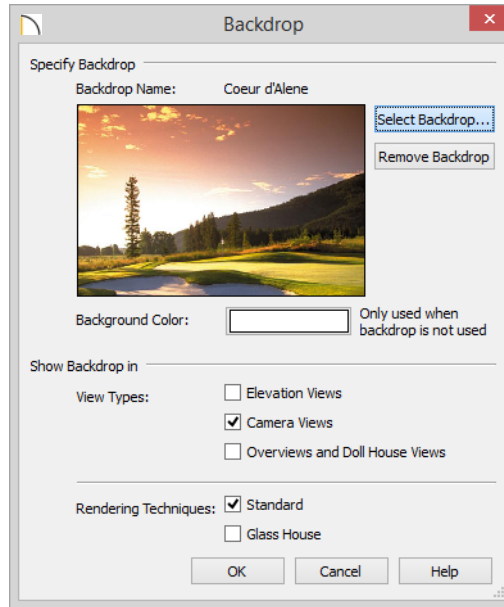 Backdrop
Specify Backdrop
Backdrop Name: Coeur d'Alene
Select Backdrop...
Remove Backdrop
Background Color:
Only used when
backdrop is not used
Show Backdrop in
View Types:
Elevation Views
Camera Views
Overviews and Doll House Views
Rendering Techniques:
Standard
Glass House
OK Cancel Help